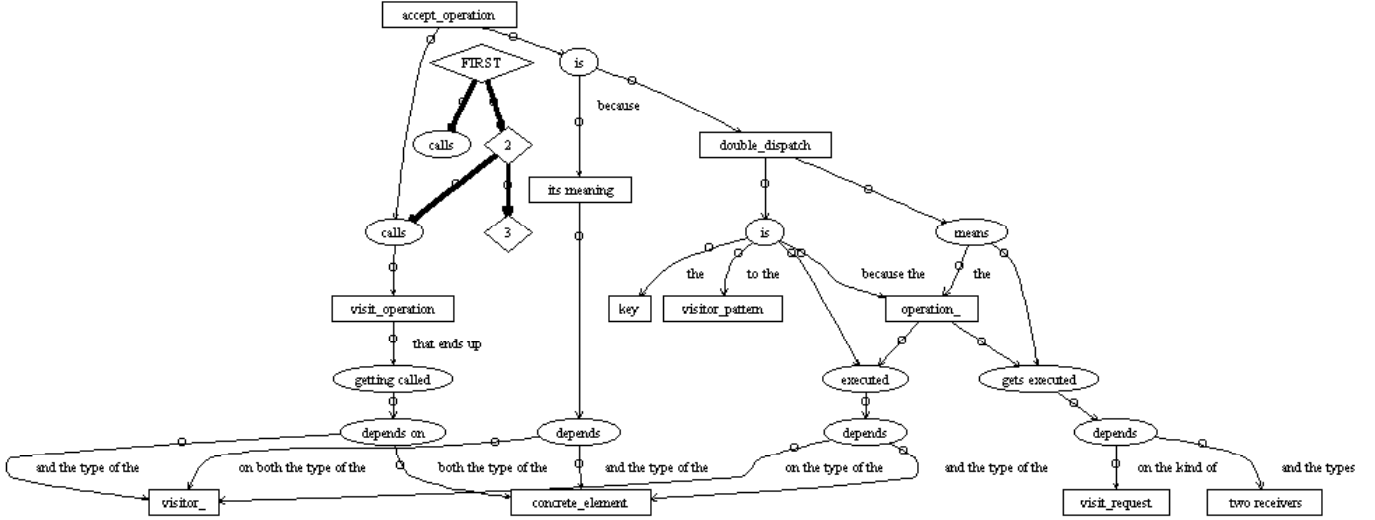 accept_operation
FIRST
is
because
calls
2
double_dispatch
its meaning
calls
3
is
means
the
to the
because the
the
visit_operation
key
visitor_pattern
operation_
that ends up
getting called
executed
gets executed
depends on
depends
depends
depends
and the type of the
on both the type of the
both the type of the
and the type of the
on the type of the
and the type of the
on the kind of
and the types
visitor_
concrete_element
visit_request
two receivers